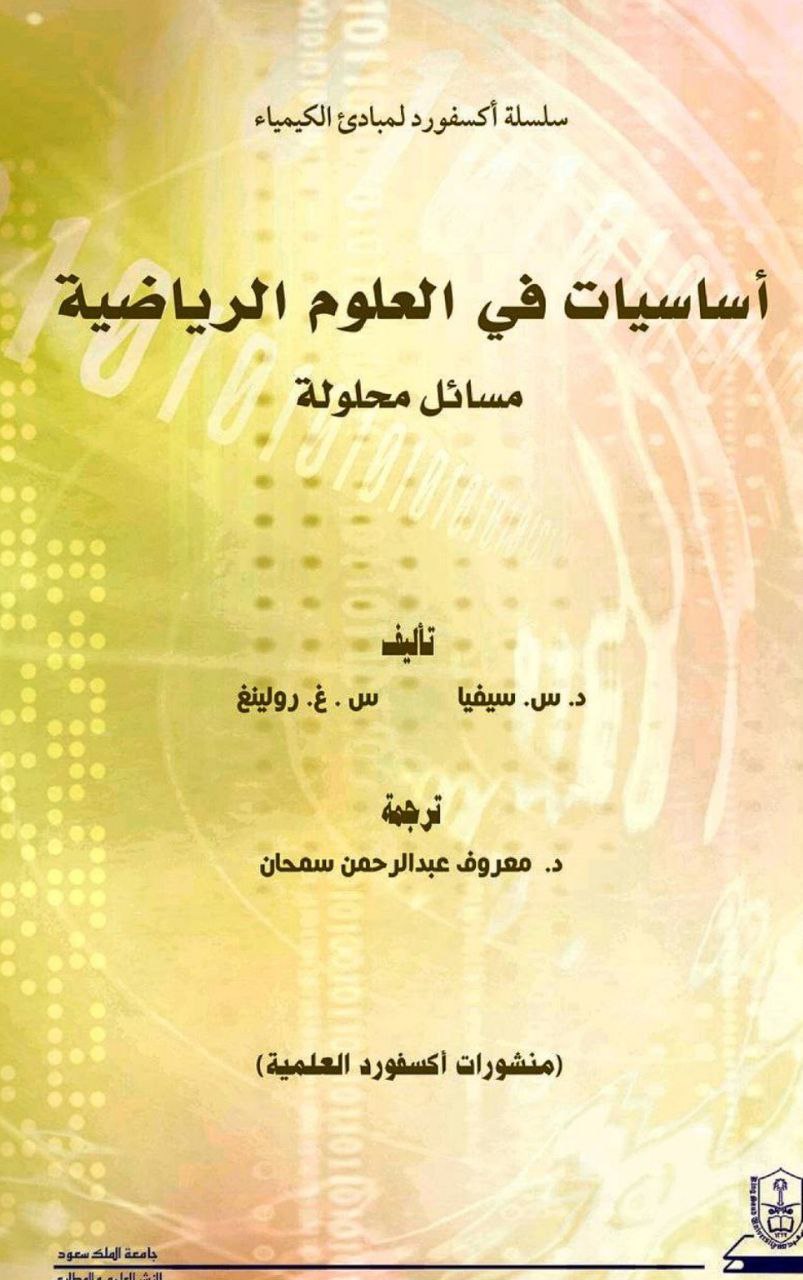 سلسلة أكسفورد لمبادئ الكيمياء
أساسيات في العلوم الرياضية
مسائل محلولة
تأليف
د. س. سيفيا س . غ. رولينغ
ترجمة
د. معروف عبدالرحمن سمحان
(منشورات أكسفورد العلمية)
جامعة الملك سعود